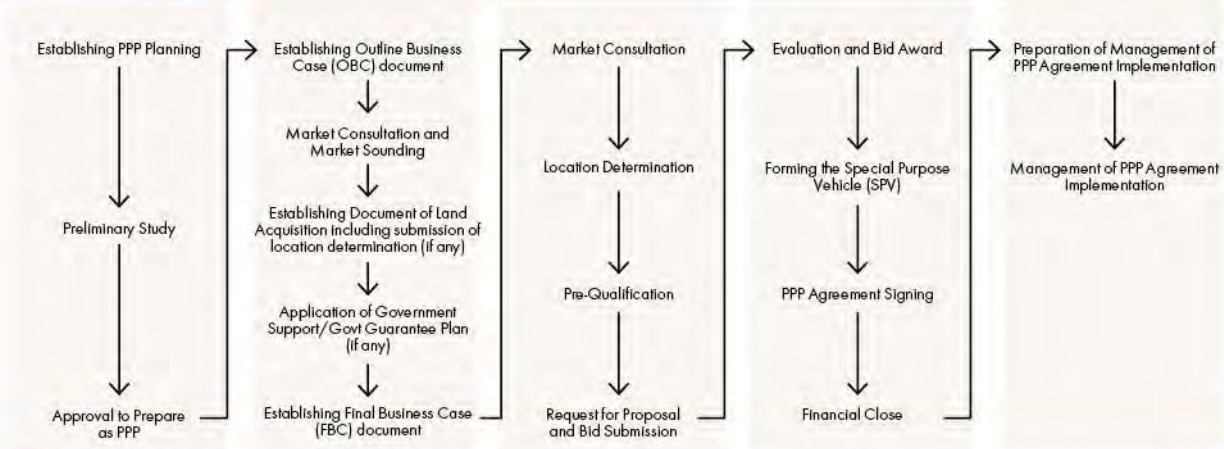 Establishing PPP Planning
Preliminary Study
Approval to Prepare
as PPP
Establishing Outline Business
Case (OBC) document
Market Consultation and
Market Sounding
Establishing Document of Land
Acquisition including submission of
location determination (if any)
Application of Government
Support/Govt Guarantee Plan
(if any)
Establishing Final Business Case
(FBC) document
Market Consultation
Location Determination
Pre-Qualification
Request for Proposal
and Bid Submission
Evaluation and Bid Award
Forming the Special Purpose
Vehicle (SPV)
PPP Agreement Signing
Financial Close
Preparation of Management of
PPP Agreement Implementation
Management of PPP Agreement
Implementation